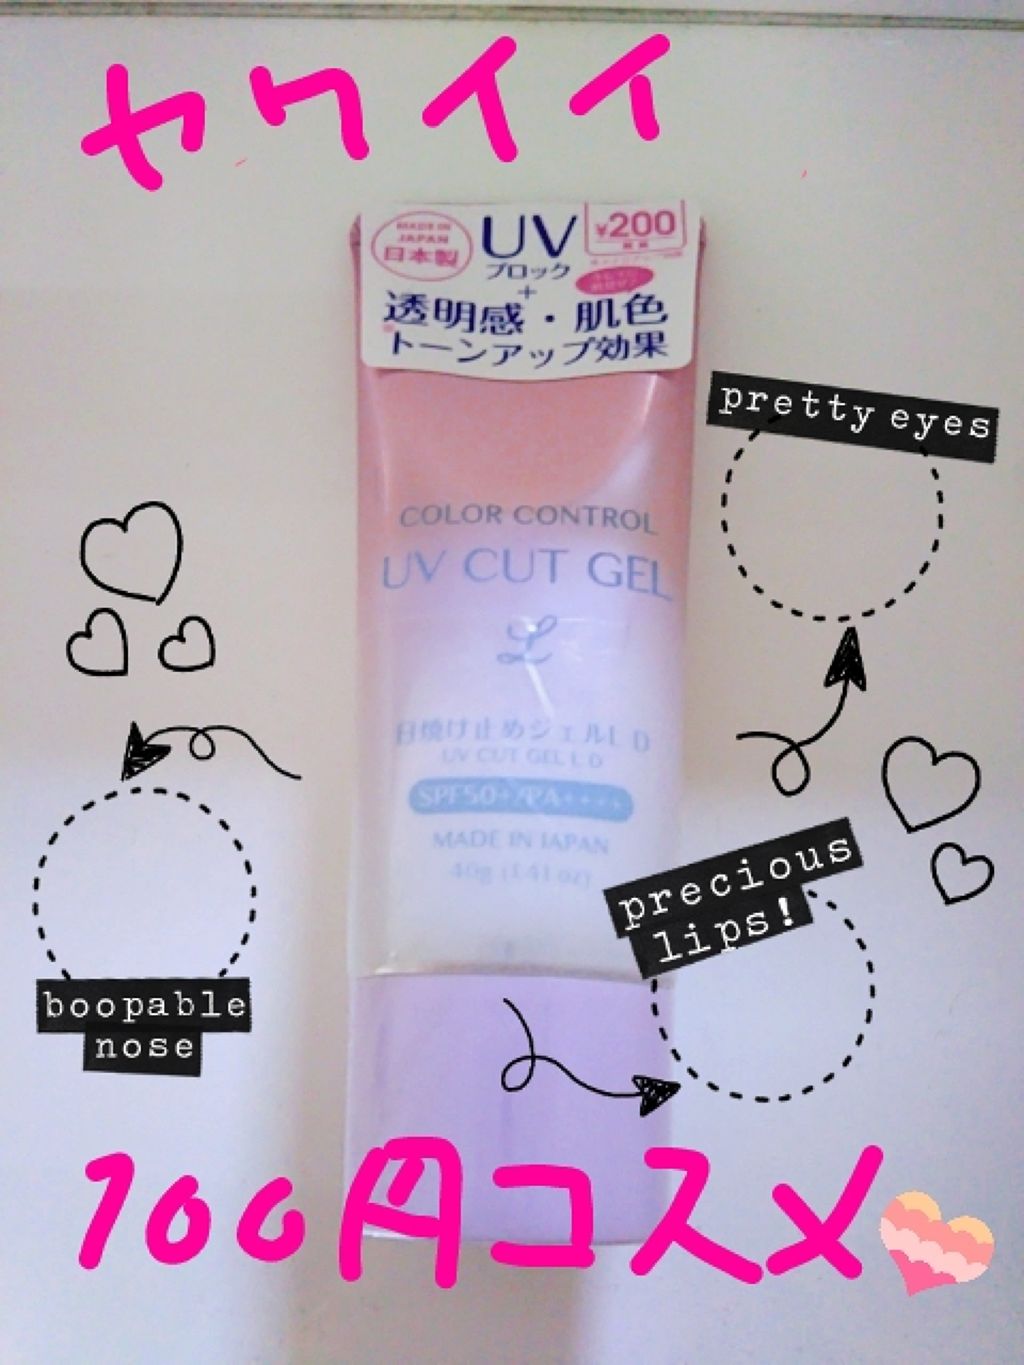 ヤワイイ
MADE IN
JAPAN
日本製
UV
ブロック
+
¥200
透明感・肌色
トーンアップ効果
pretty eyes
COLOR CONTROL
UV CUT GEL
L
日焼け止めジェルL D
UV CUT GEL L D
SPF50+/PA++++
MADE IN JAPAN
40g (1.41 oz)
precious
lips!
boopable
nose
100円コスメ